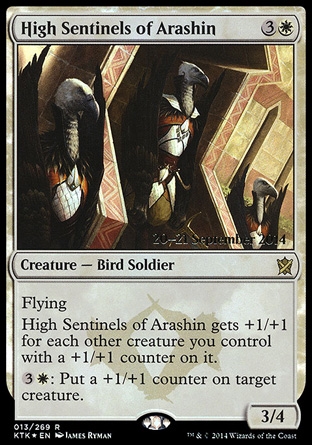 High Sentinels of Arashin 3
20–21 September 2014
Creature — Bird Soldier
Flying
High Sentinels of Arashin gets +1/+1
for each other creature you control
with a +1/+1 counter on it.
3: Put a +1/+1 counter on target
creature.
3/4
013/269 R
KTK • EN James Ryman
™ & © 2014 Wizards of the Coast